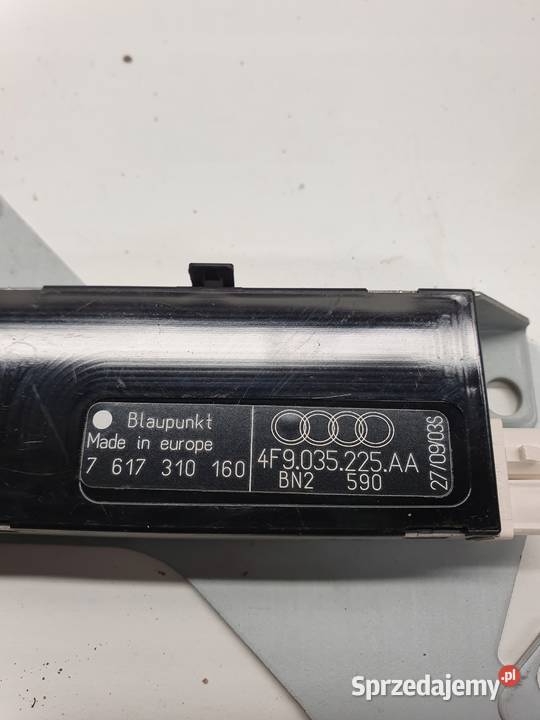 Blaupunkt
Made in europe
7 617 310 160
4F9.035.225.AA
BN2 590
27/09/03S
Sprzedajemy.pl